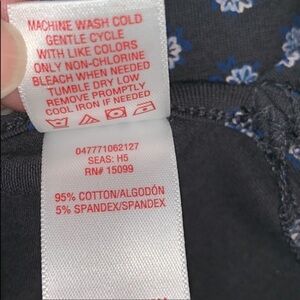 MACHINE WASH COLD
GENTLE CYCLE
WITH LIKE COLORS
ONLY NON-CHLORINE
BLEACH WHEN NEEDED
TUMBLE DRY LOW
REMOVE PROMPTLY
COOL IRON IF NEEDED
047771062127
SEAS: H5
RN# 15099
95% COTTON/ALGODÓN
5% SPANDEX/SPANDEX